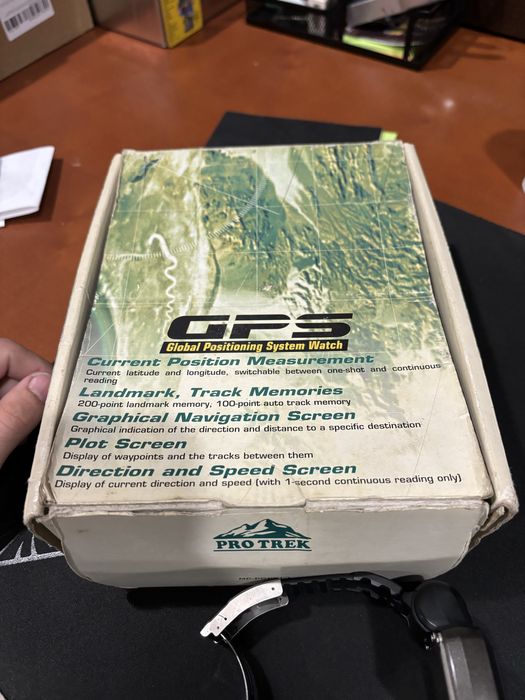 GPS
Global Positioning System Watch
Current Position Measurement
Current latitude and longitude, switchable between one-shot and continuous
reading
Landmark, Track Memories
200-point landmark memory, 100-point auto track memory
Graphical Navigation Screen
Graphical indication of the direction and distance to a specific destination
Plot Screen
Display of waypoints and the tracks between them
Direction and Speed Screen
Display of current direction and speed (with 1-second continuous reading only)
PRO TREK